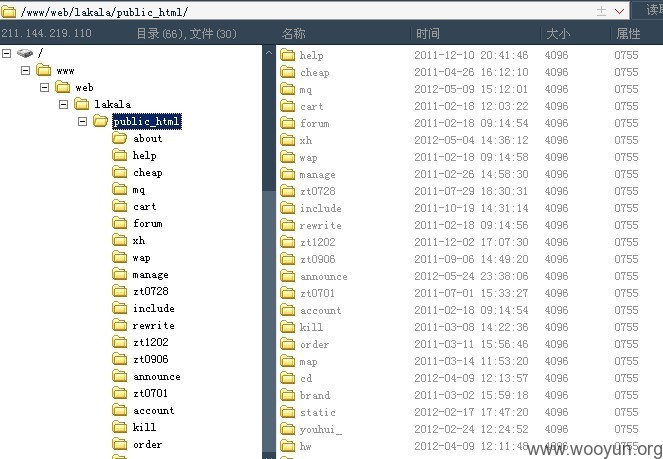 /www/web/lakala/public_html/ 读取
211.144.219.110 目录(66),文件(30) 名称 时间 大小 属性
/
www
web
lakala
public_html
about
help
cheap
mq
cart
forum
xh
wap
manage
zt0728
include
rewrite
zt1202
zt0906
announce
zt0701
account
kill
order
help 2011-12-10 20:41:46 4096 0755
cheap 2011-04-26 16:12:10 4096 0755
mq 2012-05-09 15:12:01 4096 0755
cart 2011-02-18 12:03:22 4096 0755
forum 2011-02-18 09:14:54 4096 0755
xh 2012-05-04 14:36:12 4096 0755
wap 2011-02-18 09:14:58 4096 0755
manage 2011-02-26 14:58:30 4096 0755
zt0728 2011-07-29 18:30:31 4096 0755
include 2011-10-19 14:31:14 4096 0755
rewrite 2011-02-18 09:14:56 4096 0755
zt1202 2011-12-02 17:07:30 4096 0755
zt0906 2011-09-06 14:49:20 4096 0755
announce 2012-05-24 23:38:06 4096 0755
zt0701 2011-07-01 15:33:27 4096 0755
account 2011-02-18 09:14:54 4096 0755
kill 2011-03-08 14:22:36 4096 0755
order 2011-03-11 15:56:46 4096 0755
map 2011-03-14 11:53:20 4096 0755
cd 2012-04-09 12:13:57 4096 0755
brand 2011-03-02 15:59:18 4096 0755
static 2012-02-17 17:47:20 4096 0755
youhui_ 2012-02-24 12:24:52 4096 0755
hw 2012-04-09 12:11:48 4096 0755
www.wooyun.org